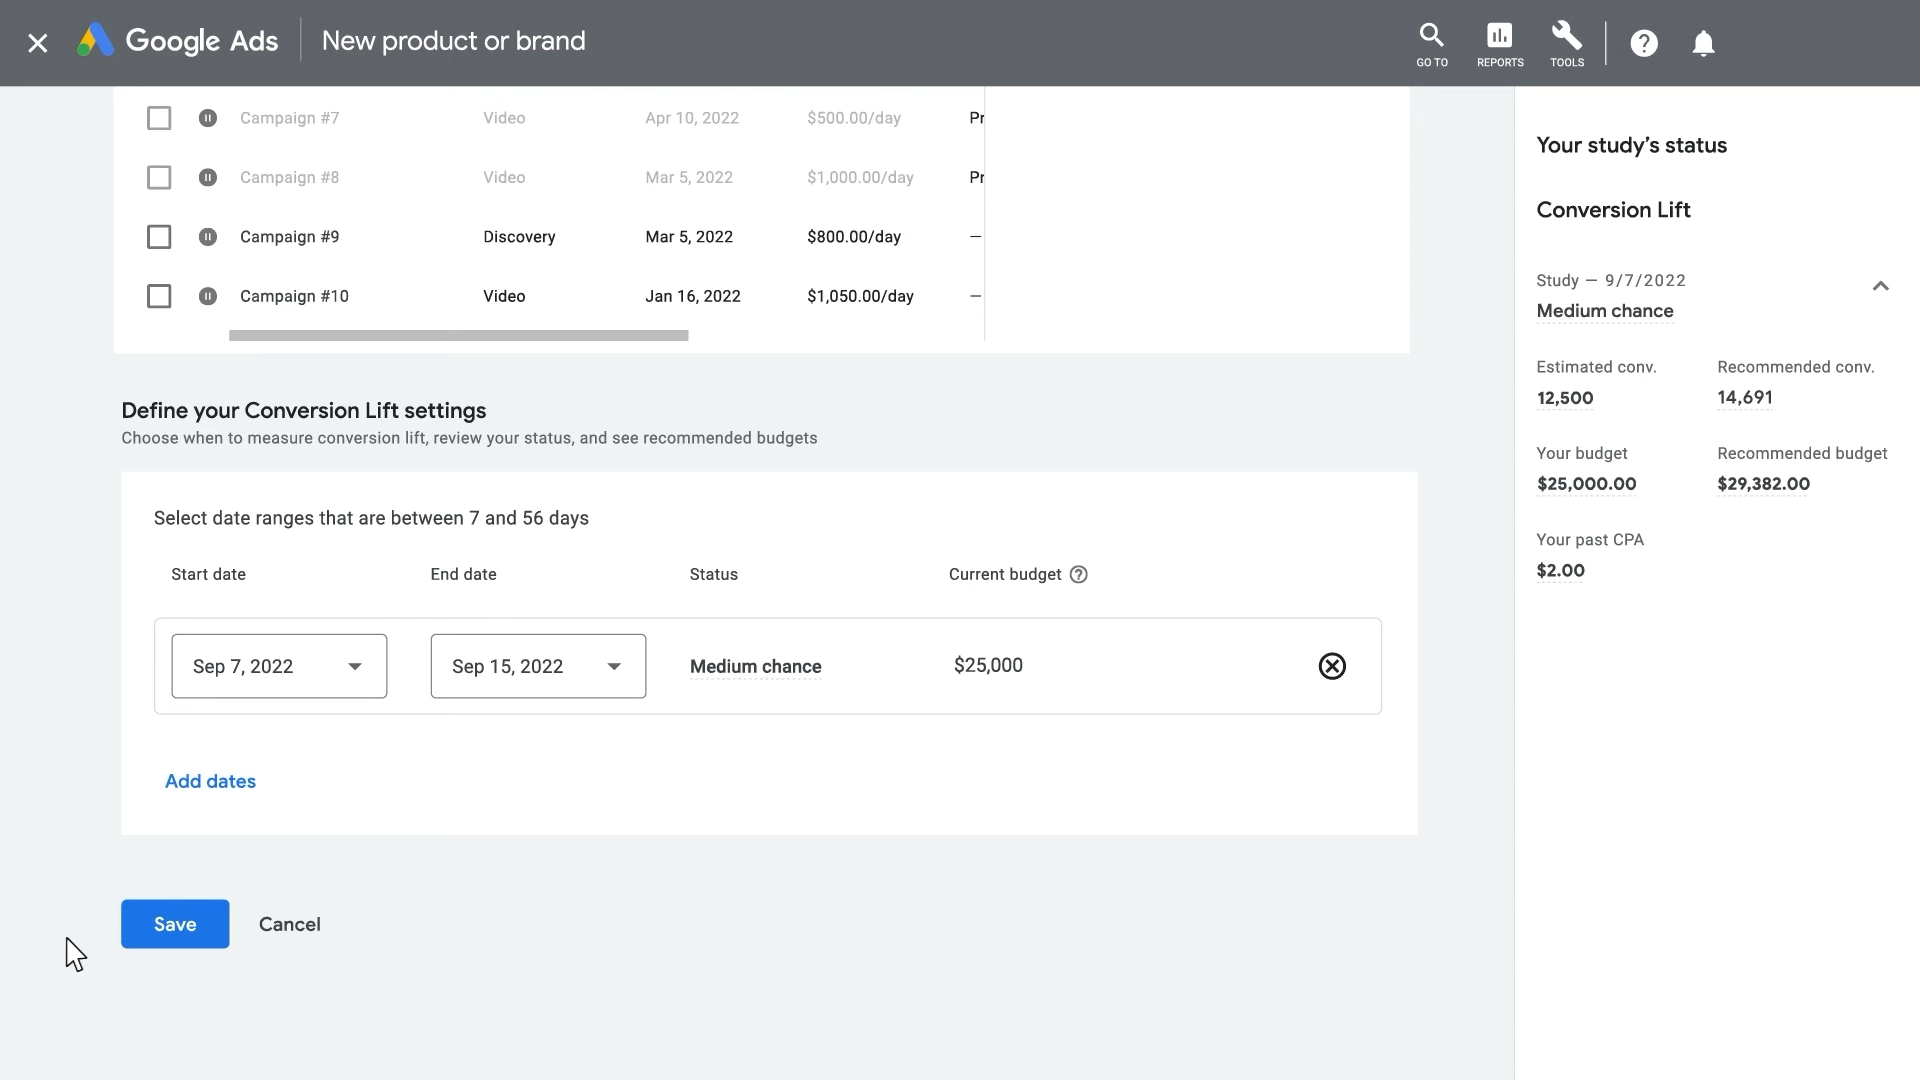 Google Ads New product or brand
GO TO REPORTS TOOLS
Campaign #7 Video Apr 10, 2022 $500.00/day Pr
Campaign #8 Video Mar 5, 2022 $1,000.00/day Pr
Campaign #9 Discovery Mar 5, 2022 $800.00/day —
Campaign #10 Video Jan 16, 2022 $1,050.00/day —
Define your Conversion Lift settings
Choose when to measure conversion lift, review your status, and see recommended budgets
Select date ranges that are between 7 and 56 days
Start date End date Status Current budget
Sep 7, 2022 Sep 15, 2022 Medium chance $25,000
Add dates
Save Cancel
Your study’s status
Conversion Lift
Study — 9/7/2022
Medium chance
Estimated conv. Recommended conv.
12,500 14,691
Your budget Recommended budget
$25,000.00 $29,382.00
Your past CPA
$2.00